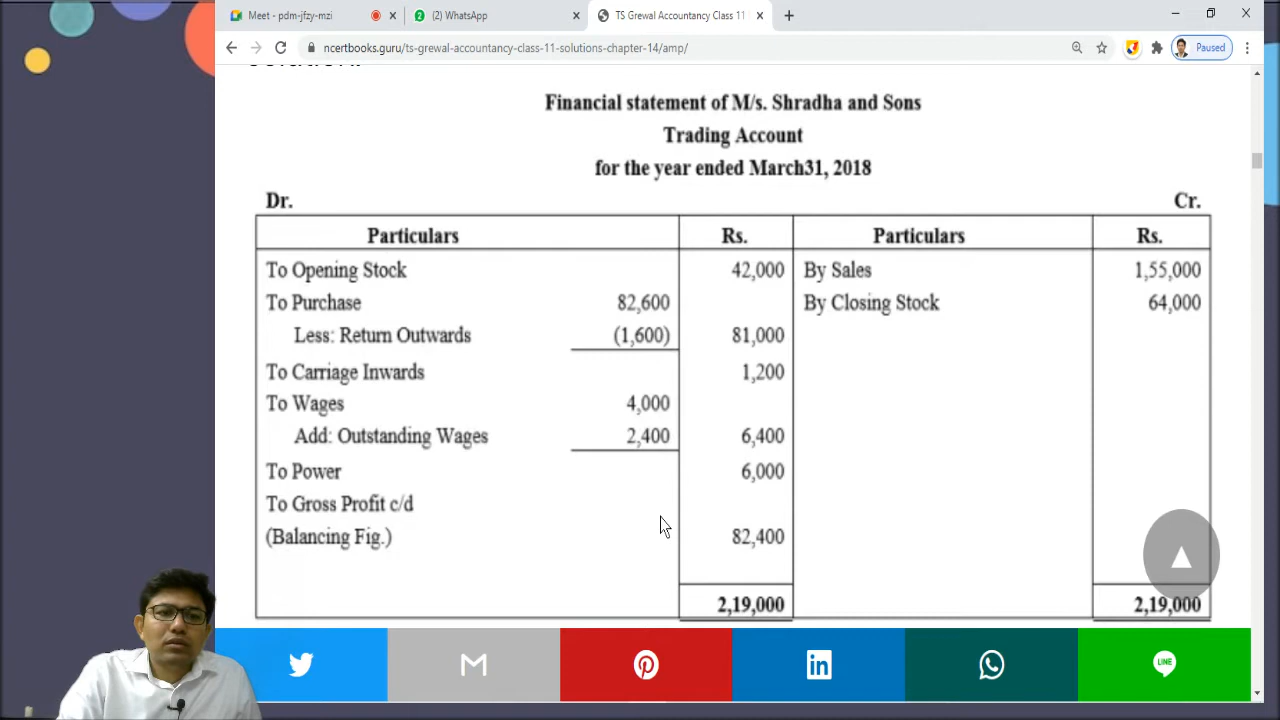 Meet - pdm-jfzy-mzi
(2) WhatsApp
TS Grewal Accountancy Class 11
ncertbooks.guru/ts-grewal-accountancy-class-11-solutions-chapter-14/amp/
Paused
Financial statement of M/s. Shradha and Sons
Trading Account
for the year ended March31, 2018
Dr. Cr.
Particulars Rs. Particulars Rs.
To Opening Stock 42,000 By Sales 1,55,000
To Purchase 82,600 By Closing Stock 64,000
Less: Return Outwards (1,600) 81,000
To Carriage Inwards 1,200
To Wages 4,000
Add: Outstanding Wages 2,400 6,400
To Power 6,000
To Gross Profit c/d
(Balancing Fig.) 82,400
2,19,000 2,19,000
LINE